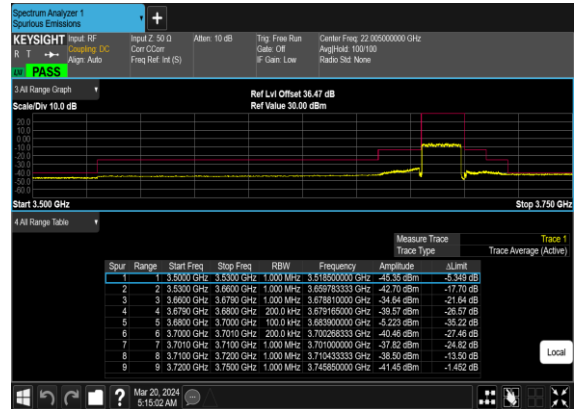 Spectrum Analyzer 1
Spurious Emissions
KEYSIGHT Input: RF Input Z: 50 Ω Atten: 10 dB Trig: Free Run Center Freq: 22.005000000 GHz
R T Coupling: DC Corr CCorr Gate: Off Avg|Hold: 100/100
Align: Auto Freq Ref: Int (S) IF Gain: Low Radio Std: None
LXI PASS
3 All Range Graph
Ref Lvl Offset 36.47 dB
Scale/Div 10.0 dB Ref Value 30.00 dBm
20.0
10.0
0.00
-10.0
-20.0
-30.0
-40.0
-50.0
-60.0
Start 3.500 GHz Stop 3.750 GHz
4 All Range Table
Measure Trace Trace 1
Trace Type Trace Average (Active)
Spur Range Start Freq Stop Freq RBW Frequency Amplitude ΔLimit
1 1 3.5000 GHz 3.5300 GHz 1.000 MHz 3.518500000 GHz -45.35 dBm -5.349 dB
2 2 3.5300 GHz 3.6600 GHz 1.000 MHz 3.659783333 GHz -42.70 dBm -17.70 dB
3 3 3.6600 GHz 3.6790 GHz 1.000 MHz 3.678810000 GHz -34.64 dBm -21.64 dB
4 4 3.6790 GHz 3.6800 GHz 200.0 kHz 3.679165000 GHz -39.57 dBm -26.57 dB
5 5 3.6800 GHz 3.7000 GHz 100.0 kHz 3.683900000 GHz -5.223 dBm -35.22 dB
6 6 3.7000 GHz 3.7010 GHz 200.0 kHz 3.700268333 GHz -40.46 dBm -27.46 dB
7 7 3.7010 GHz 3.7100 GHz 1.000 MHz 3.701000000 GHz -37.82 dBm -24.82 dB
8 8 3.7100 GHz 3.7200 GHz 1.000 MHz 3.710433333 GHz -38.50 dBm -13.50 dB
9 9 3.7200 GHz 3.7500 GHz 1.000 MHz 3.745850000 GHz -41.45 dBm -1.452 dB
Local
Mar 20, 2024
5:15:02 AM